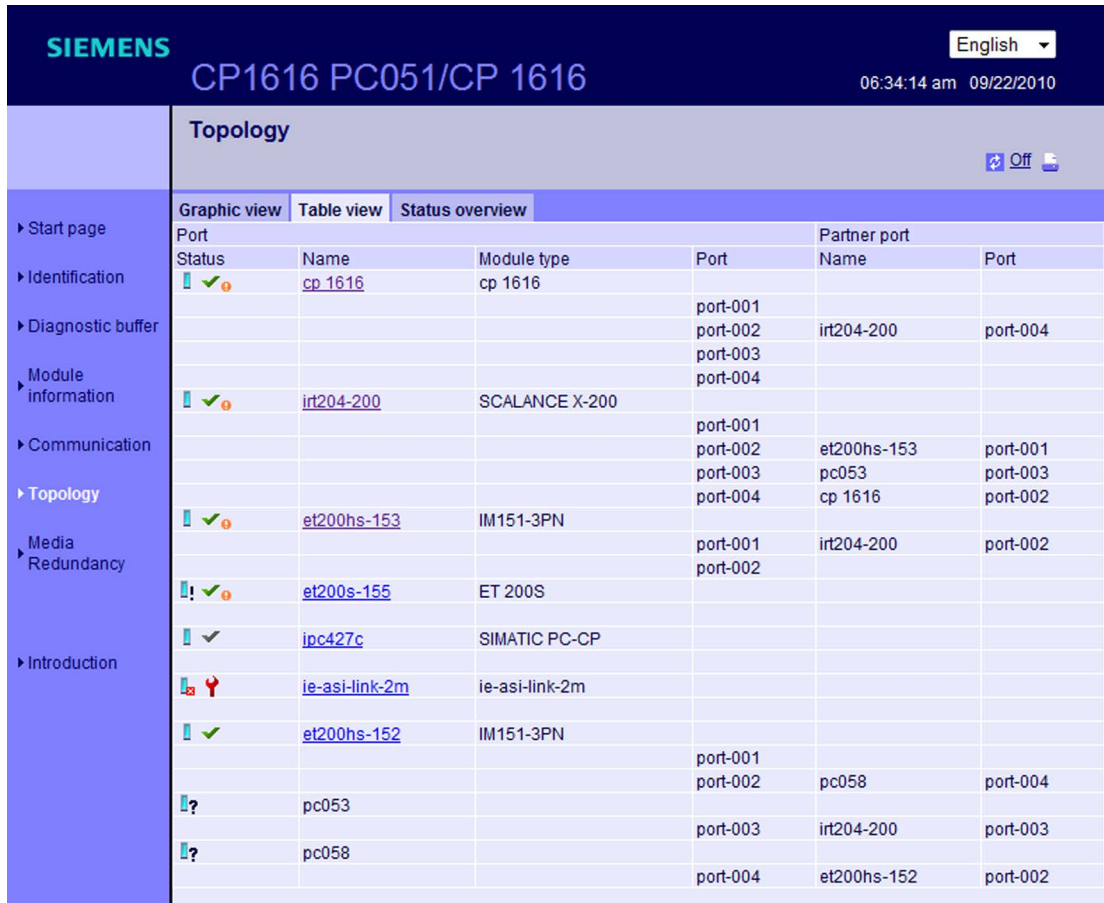 SIEMENS
English
CP1616 PC051/CP 1616
06:34:14 am 09/22/2010
Topology
Off
Start page
Identification
Diagnostic buffer
Module
information
Communication
Topology
Media
Redundancy
Introduction
Graphic view Table view Status overview
Port Partner port
Status Name Module type Port Name Port
cp 1616 cp 1616
port-001
port-002 irt204-200 port-004
port-003
port-004
irt204-200 SCALANCE X-200
port-001
port-002 et200hs-153 port-001
port-003 pc053 port-003
port-004 cp 1616 port-002
et200hs-153 IM151-3PN
port-001 irt204-200 port-002
port-002
! et200s-155 ET 200S
ipc427c SIMATIC PC-CP
ie-asi-link-2m ie-asi-link-2m
et200hs-152 IM151-3PN
port-001
port-002 pc058 port-004
? pc053
port-003 irt204-200 port-003
? pc058
port-004 et200hs-152 port-002